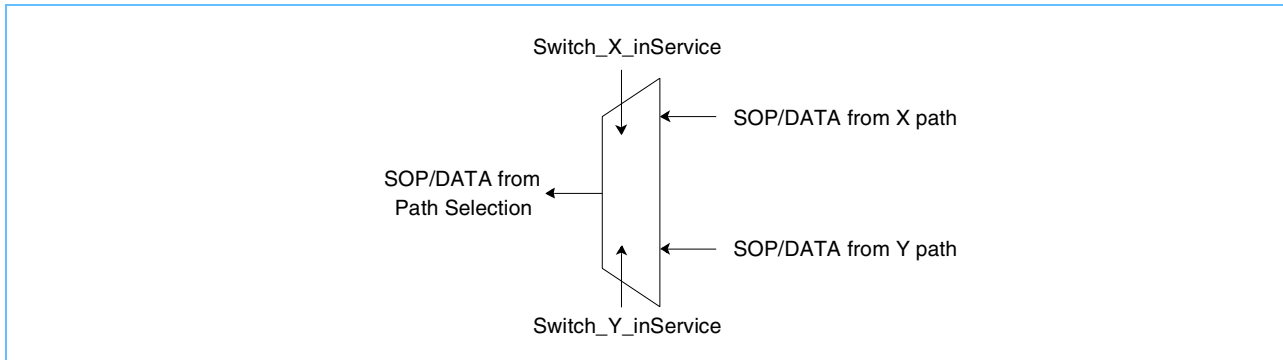 Switch_X_inService
SOP/DATA from X path
SOP/DATA from
Path Selection
SOP/DATA from Y path
Switch_Y_inService